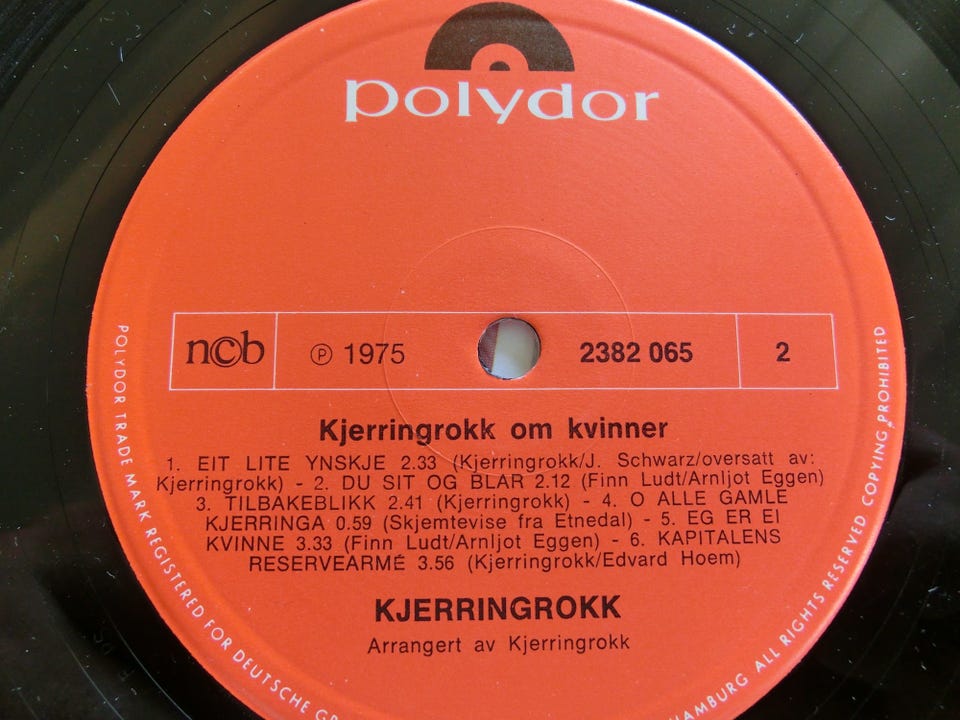 polydor
ncb ℗ 1975 2382 065 2
Kjerringrokk om kvinner
1. EIT LITE YNSKJE 2.33 (Kjerringrokk/J. Schwarz/oversatt av:
Kjerringrokk) - 2. DU SIT OG BLAR 2.12 (Finn Ludt/Arnljot Eggen)
3. TILBAKEBLIKK 2.41 (Kjerringrokk) - 4. O ALLE GAMLE
KJERRINGA 0.59 (Skjemtevise fra Etnedal) - 5. EG ER EI
KVINNE 3.33 (Finn Ludt/Arnljot Eggen) - 6. KAPITALENS
RESERVEARMÉ 3.56 (Kjerringrokk/Edvard Hoem)
KJERRINGROKK
Arrangert av Kjerringrokk
POLYDOR TRADE MARK REGISTERED FOR DEUTSCHE
HAMBURG ALL RIGHTS RESERVED COPYING PROHIBITED